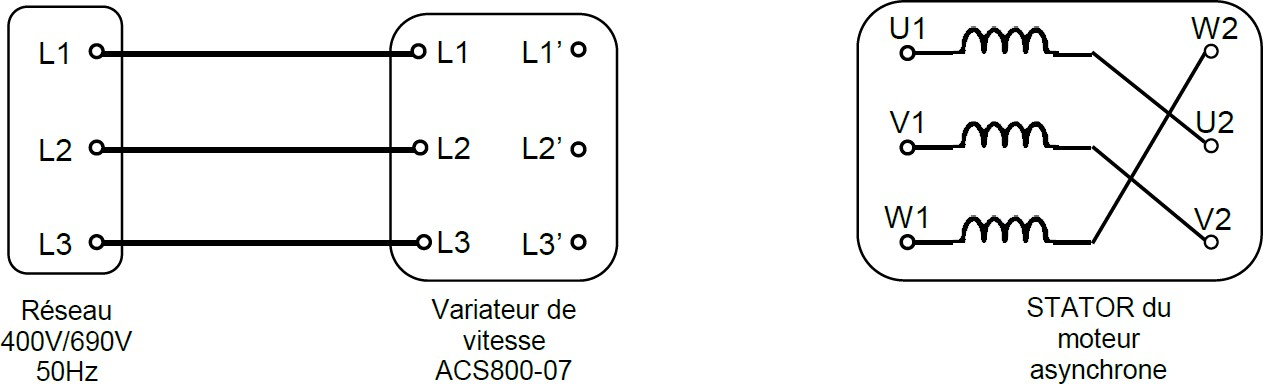 L1 L1 L1’ U1 W2
L2 L2 L2’ V1 U2
L3 L3 L3’ W1 V2
Réseau
400V/690V
50Hz
Variateur de
vitesse
ACS800-07
STATOR du
moteur
asynchrone